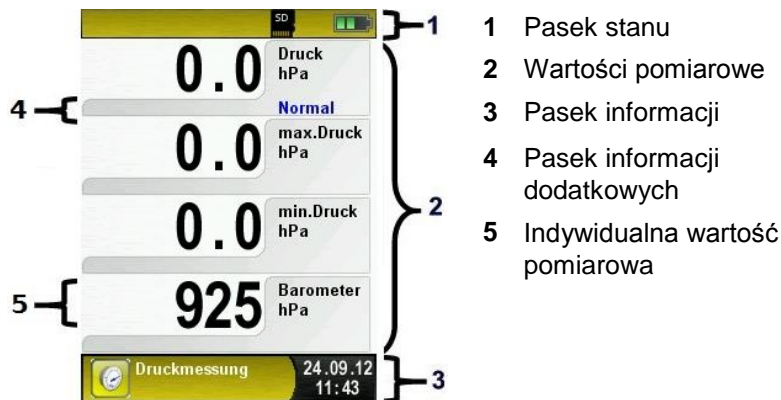 SD
1
0.0 Druck
hPa
Normal
4
0.0 max.Druck
hPa
0.0 min.Druck
hPa
2
925 Barometer
hPa
5
Druckmessung 24.09.12
11:43
3
1 Pasek stanu
2 Wartości pomiarowe
3 Pasek informacji
4 Pasek informacji
dodatkowych
5 Indywidualna wartość
pomiarowa